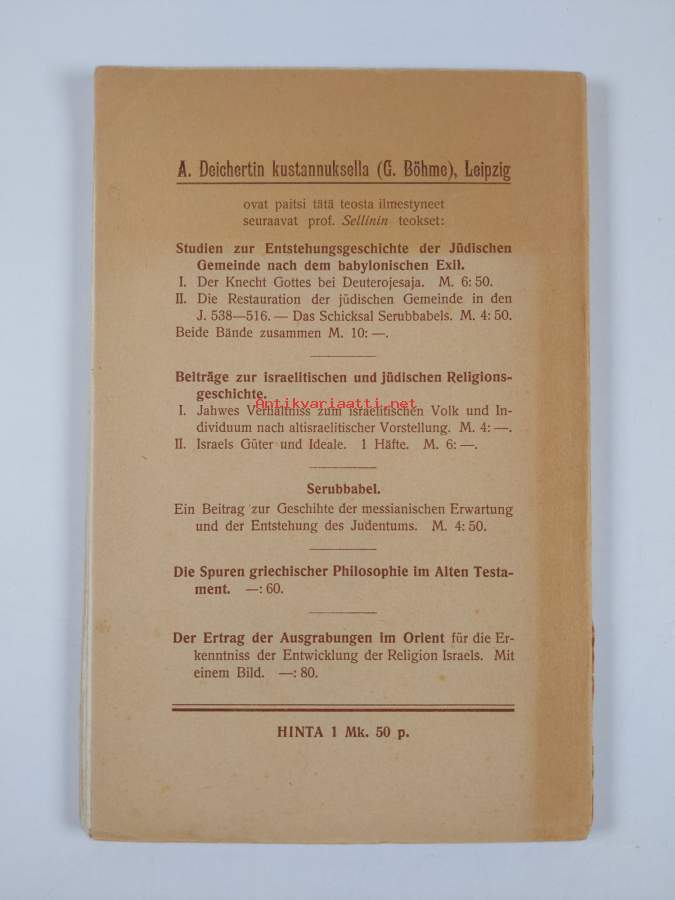 A. Deichertin kustannuksella (G. Böhme), Leipzig
ovat paitsi tätä teosta ilmestyneet
seuraavat prof. Sellinin teokset:
Studien zur Entstehungsgeschichte der Jüdischen
Gemeinde nach dem babylonischen Exil.
I. Der Knecht Gottes bei Deuterojesaja. M. 6: 50.
II. Die Restauration der jüdischen Gemeinde in den
J. 538—516. — Das Schicksal Serubbabels. M. 4: 50.
Beide Bände zusammen M. 10: —.
Beiträge zur israelitischen und jüdischen Religions-
geschichte.
Antikvariaatti.net
I. Jahwes Verhältniss zum israelitischen Volk und In-
dividuum nach altisraelitischer Vorstellung. M. 4: —.
II. Israels Güter und Ideale. 1 Häfte. M. 6: —.
Serubbabel.
Ein Beitrag zur Geschihte der messianischen Erwartung
und der Entstehung des Judentums. M. 4: 50.
Die Spuren griechischer Philosophie im Alten Testa-
ment. —: 60.
Der Ertrag der Ausgrabungen im Orient für die Er-
kenntniss der Entwicklung der Religion Israels. Mit
einem Bild. —: 80.
HINTA 1 Mk. 50 p.